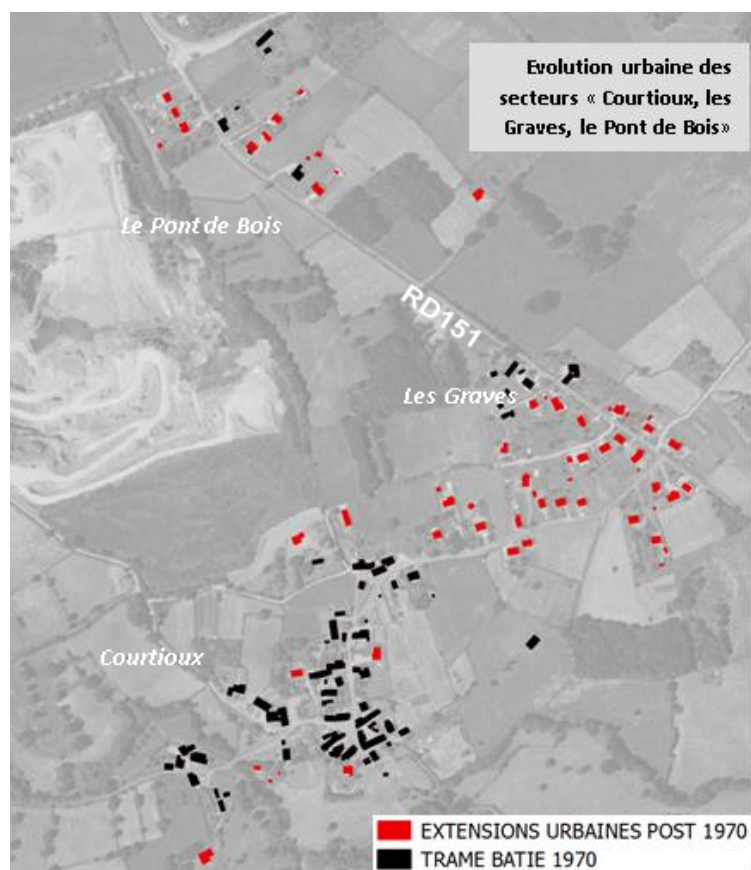 Evolution urbaine des
secteurs « Courtioux, les
Graves, le Pont de Bois»
Le Pont de Bois
RD151
Les Graves
Courtioux
EXTENSIONS URBAINES POST 1970
TRAME BATIE 1970